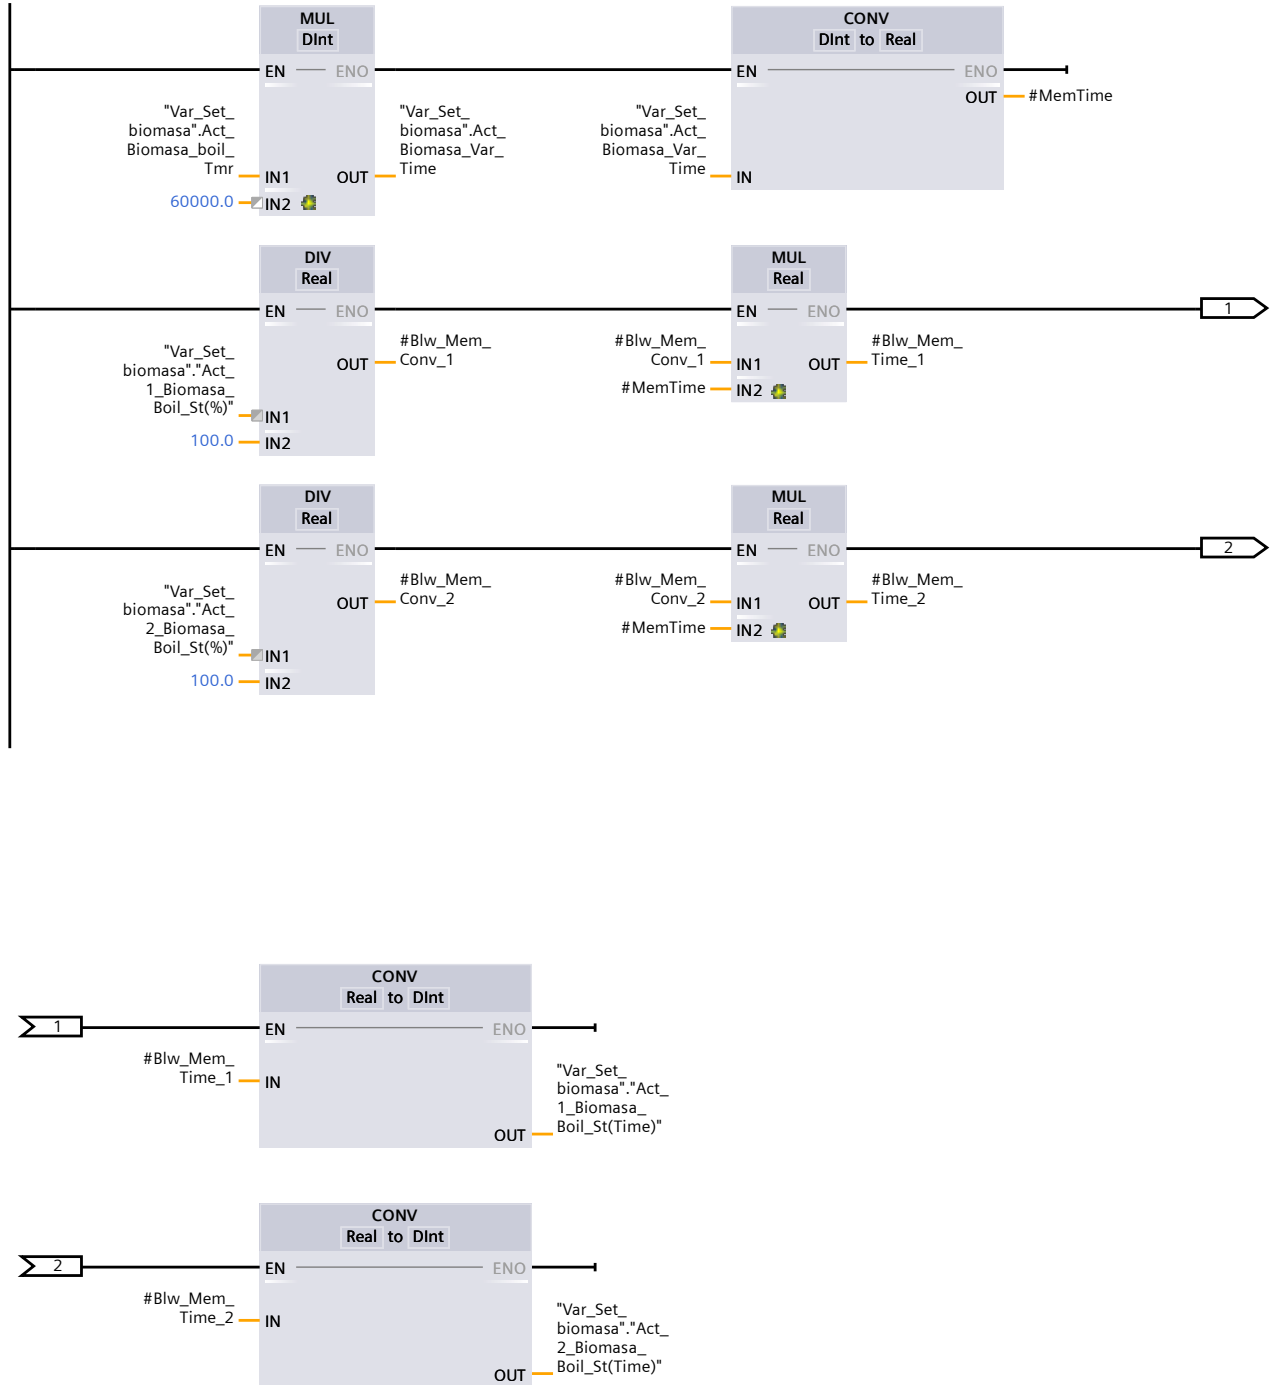 MUL
DInt
EN
ENO
"Var_Set_
biomasa".Act_
Biomasa_boil_
Tmr
IN1
60000.0
IN2
OUT
"Var_Set_
biomasa".Act_
Biomasa_Var_
Time
CONV
DInt to Real
EN
ENO
OUT
#MemTime
"Var_Set_
biomasa".Act_
Biomasa_Var_
Time
IN
DIV
Real
EN
ENO
"Var_Set_
biomasa"."Act_
1_Biomasa_
Boil_St(%)"
IN1
100.0
IN2
OUT
#Blw_Mem_
Conv_1
MUL
Real
EN
ENO
#Blw_Mem_
Conv_1
IN1
#MemTime
IN2
OUT
#Blw_Mem_
Time_1
1
DIV
Real
EN
ENO
"Var_Set_
biomasa"."Act_
2_Biomasa_
Boil_St(%)"
IN1
100.0
IN2
OUT
#Blw_Mem_
Conv_2
MUL
Real
EN
ENO
#Blw_Mem_
Conv_2
IN1
#MemTime
IN2
OUT
#Blw_Mem_
Time_2
2
1
CONV
Real to DInt
EN
ENO
#Blw_Mem_
Time_1
IN
OUT
"Var_Set_
biomasa"."Act_
1_Biomasa_
Boil_St(Time)"
2
CONV
Real to DInt
EN
ENO
#Blw_Mem_
Time_2
IN
OUT
"Var_Set_
biomasa"."Act_
2_Biomasa_
Boil_St(Time)"